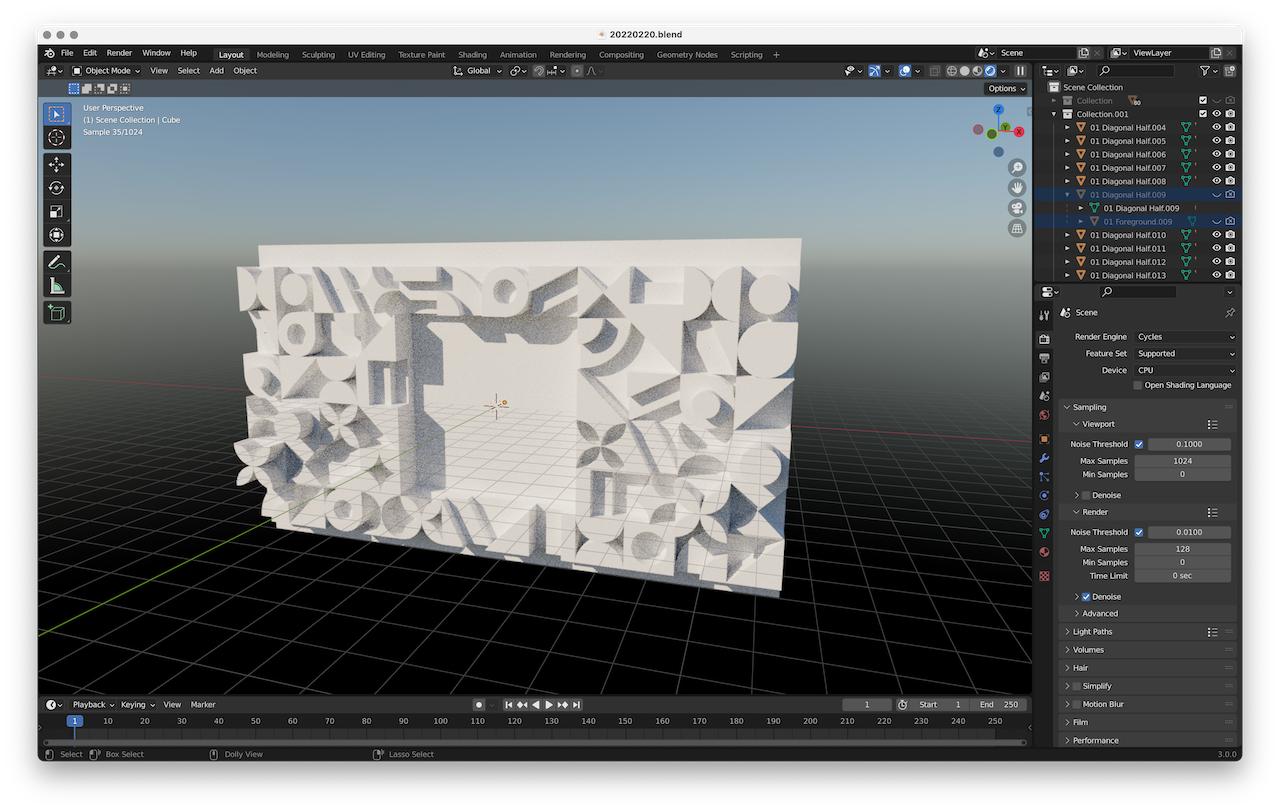 20220220.blend
File Edit Render Window Help Layout Modeling Sculpting UV Editing Texture Paint Shading Animation Rendering Compositing Geometry Nodes Scripting + Scene ViewLayer
Object Mode View Select Add Object Global
Options
User Perspective
(1) Scene Collection | Cube
Sample 35/1024
Z
Y
X
Scene Collection
Collection 80
Collection.001
01 Diagonal Half.004
01 Diagonal Half.005
01 Diagonal Half.006
01 Diagonal Half.007
01 Diagonal Half.008
01 Diagonal Half.009
01 Diagonal Half.009
01 Foreground.009
01 Diagonal Half.010
01 Diagonal Half.011
01 Diagonal Half.012
01 Diagonal Half.013
Scene
Render Engine Cycles
Feature Set Supported
Device CPU
Open Shading Language
Sampling
Viewport
Noise Threshold 0.1000
Max Samples 1024
Min Samples 0
Denoise
Render
Noise Threshold 0.0100
Max Samples 128
Min Samples 0
Time Limit 0 sec
Denoise
Advanced
Light Paths
Volumes
Hair
Simplify
Motion Blur
Film
Performance
Playback Keying View Marker 1 Start 1 End 250
1 10 20 30 40 50 60 70 80 90 100 110 120 130 140 150 160 170 180 190 200 210 220 230 240 250
Select Box Select Dolly View Lasso Select 3.0.0